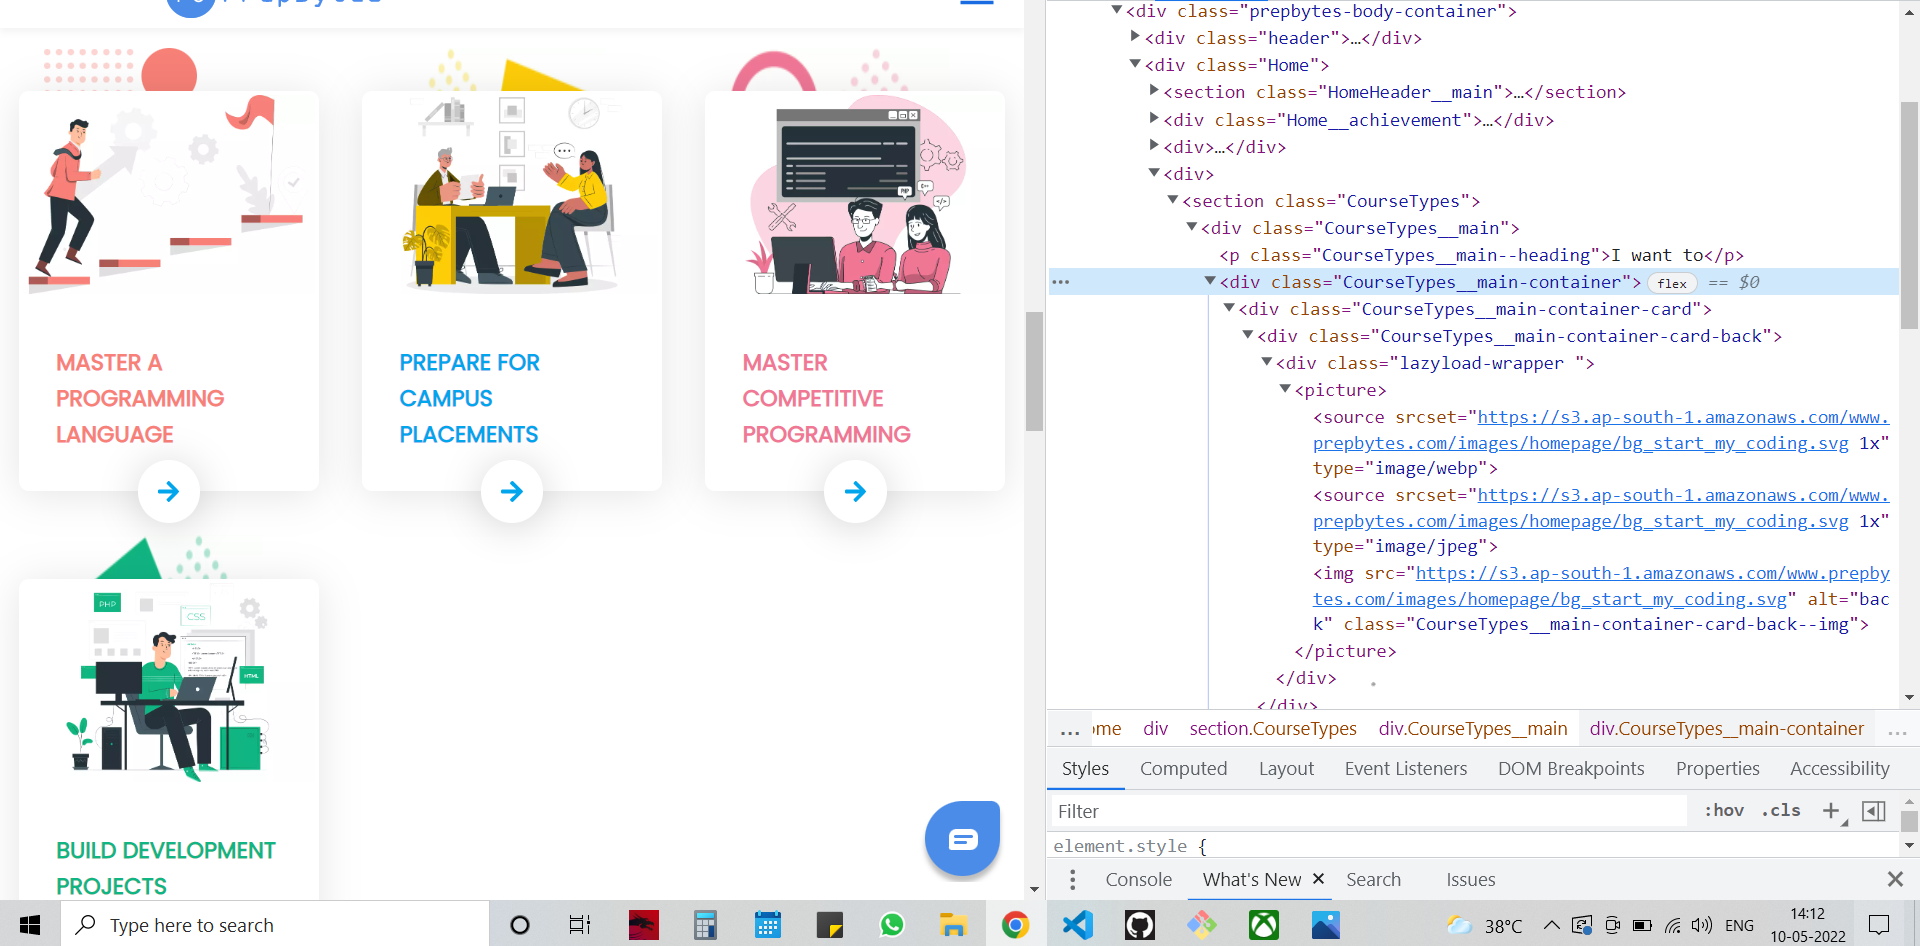 PrepBytes
MASTER A
PROGRAMMING
LANGUAGE
PREPARE FOR
CAMPUS
PLACEMENTS
PHP
C++
</>
MASTER
COMPETITIVE
PROGRAMMING
PHP
CSS
HTML
BUILD DEVELOPMENT
PROJECTS
<div class="prepbytes-body-container">
<div class="header">…</div>
<div class="Home">
<section class="HomeHeader__main">…</section>
<div class="Home__achievement">…</div>
<div>…</div>
<div>
<section class="CourseTypes">
<div class="CourseTypes__main">
<p class="CourseTypes__main--heading">I want to</p>
… <div class="CourseTypes__main-container"> flex == $0
<div class="CourseTypes__main-container-card">
<div class="CourseTypes__main-container-card-back">
<div class="lazyload-wrapper ">
<picture>
<source srcset="https://s3.ap-south-1.amazonaws.com/www.
prepbytes.com/images/homepage/bg_start_my_coding.svg 1x"
type="image/webp">
<source srcset="https://s3.ap-south-1.amazonaws.com/www.
prepbytes.com/images/homepage/bg_start_my_coding.svg 1x"
type="image/jpeg">
<img src="https://s3.ap-south-1.amazonaws.com/www.prepby
tes.com/images/homepage/bg_start_my_coding.svg" alt="bac
k" class="CourseTypes__main-container-card-back--img">
</picture>
</div>
</div>
… ome div section.CourseTypes div.CourseTypes__main div.CourseTypes__main-container …
Styles Computed Layout Event Listeners DOM Breakpoints Properties Accessibility
Filter :hov .cls +
element.style {
Console What's New × Search Issues ×
Type here to search 38°C ENG 14:12
10-05-2022